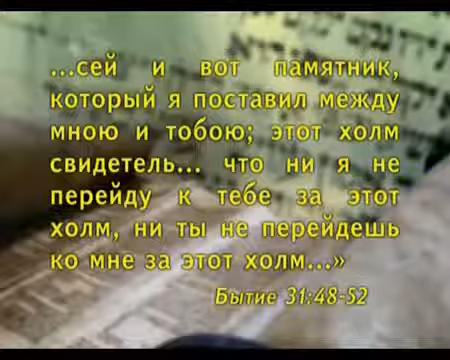 ...сей и вот памятник,
который я поставил между
мною и тобою; этот холм
свидетель... что ни я не
перейду к тебе за этот
холм, ни ты не перейдешь
ко мне за этот холм...»
Бытие 31:48-52